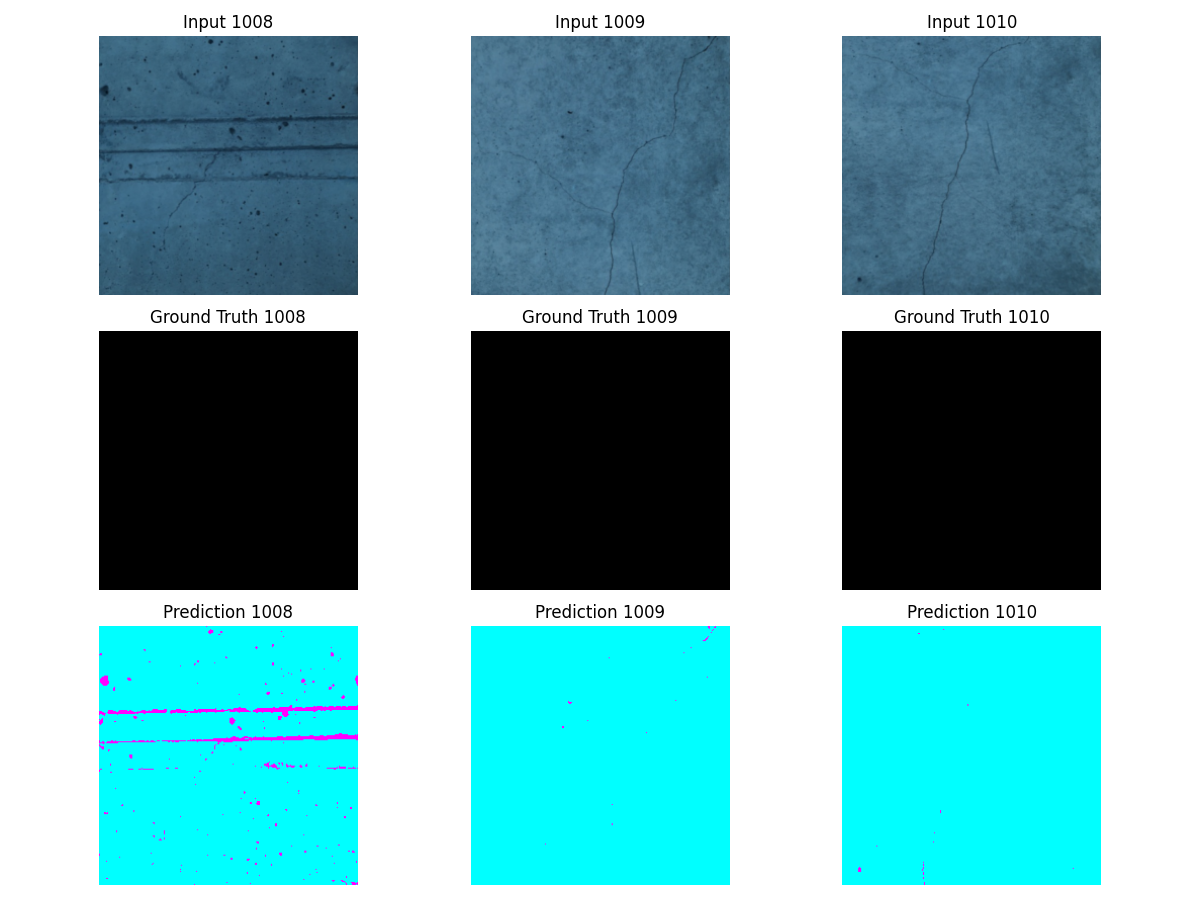 Input 1008
Input 1009
Input 1010
Ground Truth 1008
Ground Truth 1009
Ground Truth 1010
Prediction 1008
Prediction 1009
Prediction 1010